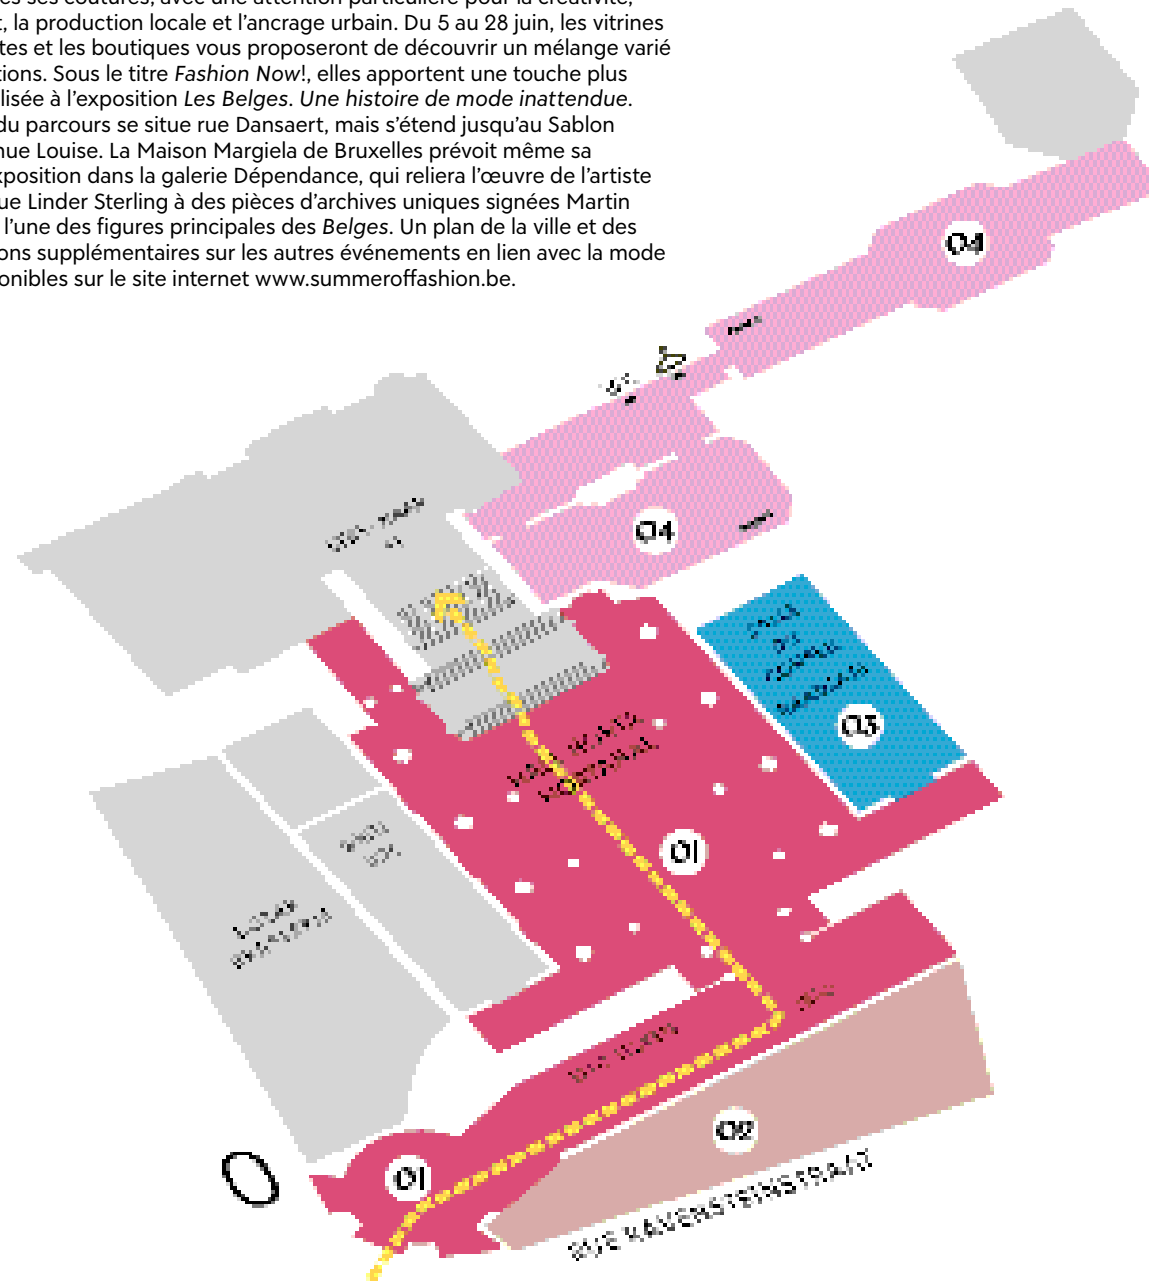 es ses coutures, avec une attention particulière pour la créativité,
t, la production locale et l’ancrage urbain. Du 5 au 28 juin, les vitrines
tes et les boutiques vous proposeront de découvrir un mélange varié
tions. Sous le titre Fashion Now!, elles apportent une touche plus
lisée à l’exposition Les Belges. Une histoire de mode inattendue.
du parcours se situe rue Dansaert, mais s’étend jusqu’au Sablon
nue Louise. La Maison Margiela de Bruxelles prévoit même sa
xposition dans la galerie Dépendance, qui reliera l’œuvre de l’artiste
ue Linder Sterling à des pièces d’archives uniques signées Martin
l’une des figures principales des Belges. Un plan de la ville et des
ons supplémentaires sur les autres événements en lien avec la mode
onibles sur le site internet www.summeroffashion.be.
04
04
03
HALL HORTA
HORTAHAL
01
02
01
RUE RAVENSTEINSTRAAT